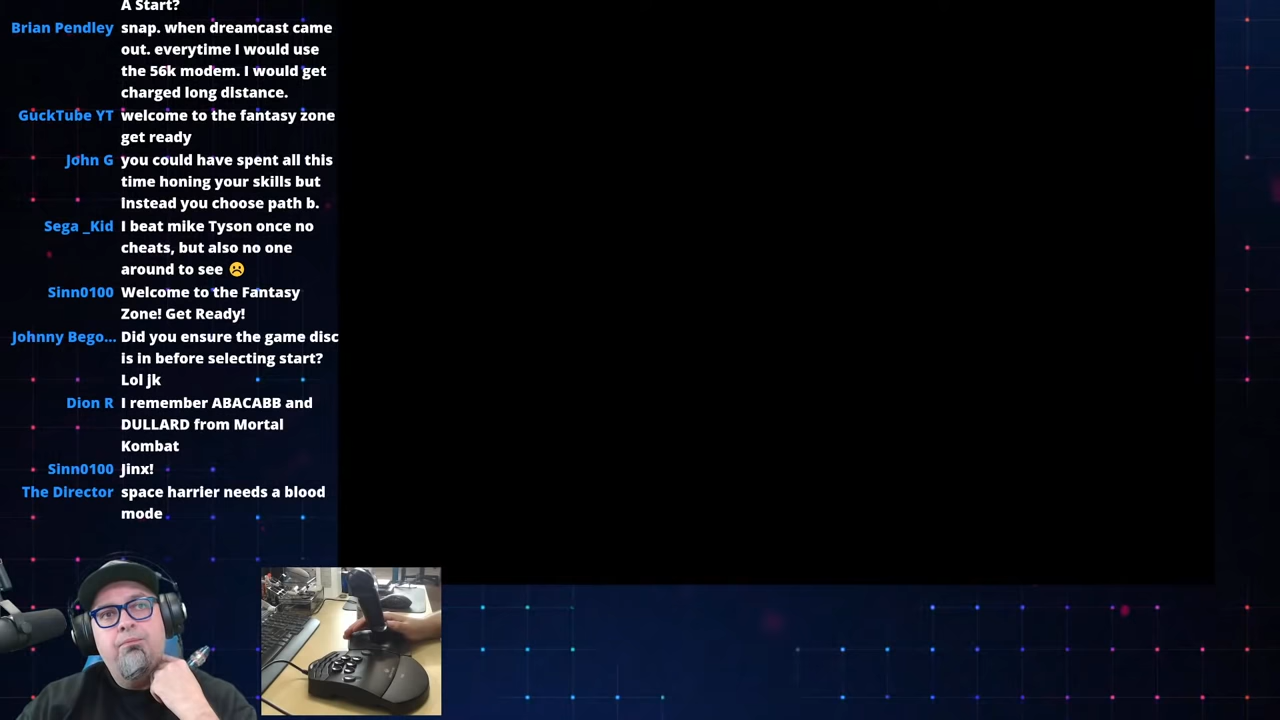 A Start?
Brian Pendley snap. when dreamcast came
out. everytime I would use
the 56k modem. I would get
charged long distance.
GuckTube YT welcome to the fantasy zone
get ready
John G you could have spent all this
time honing your skills but
Instead you choose path b.
Sega _Kid I beat mike Tyson once no
cheats, but also no one
around to see ☹️
Sinn0100 Welcome to the Fantasy
Zone! Get Ready!
Johnny Bego... Did you ensure the game disc
is in before selecting start?
Lol jk
Dion R I remember ABACABB and
DULLARD from Mortal
Kombat
Sinn0100 Jinx!
The Director space harrier needs a blood
mode